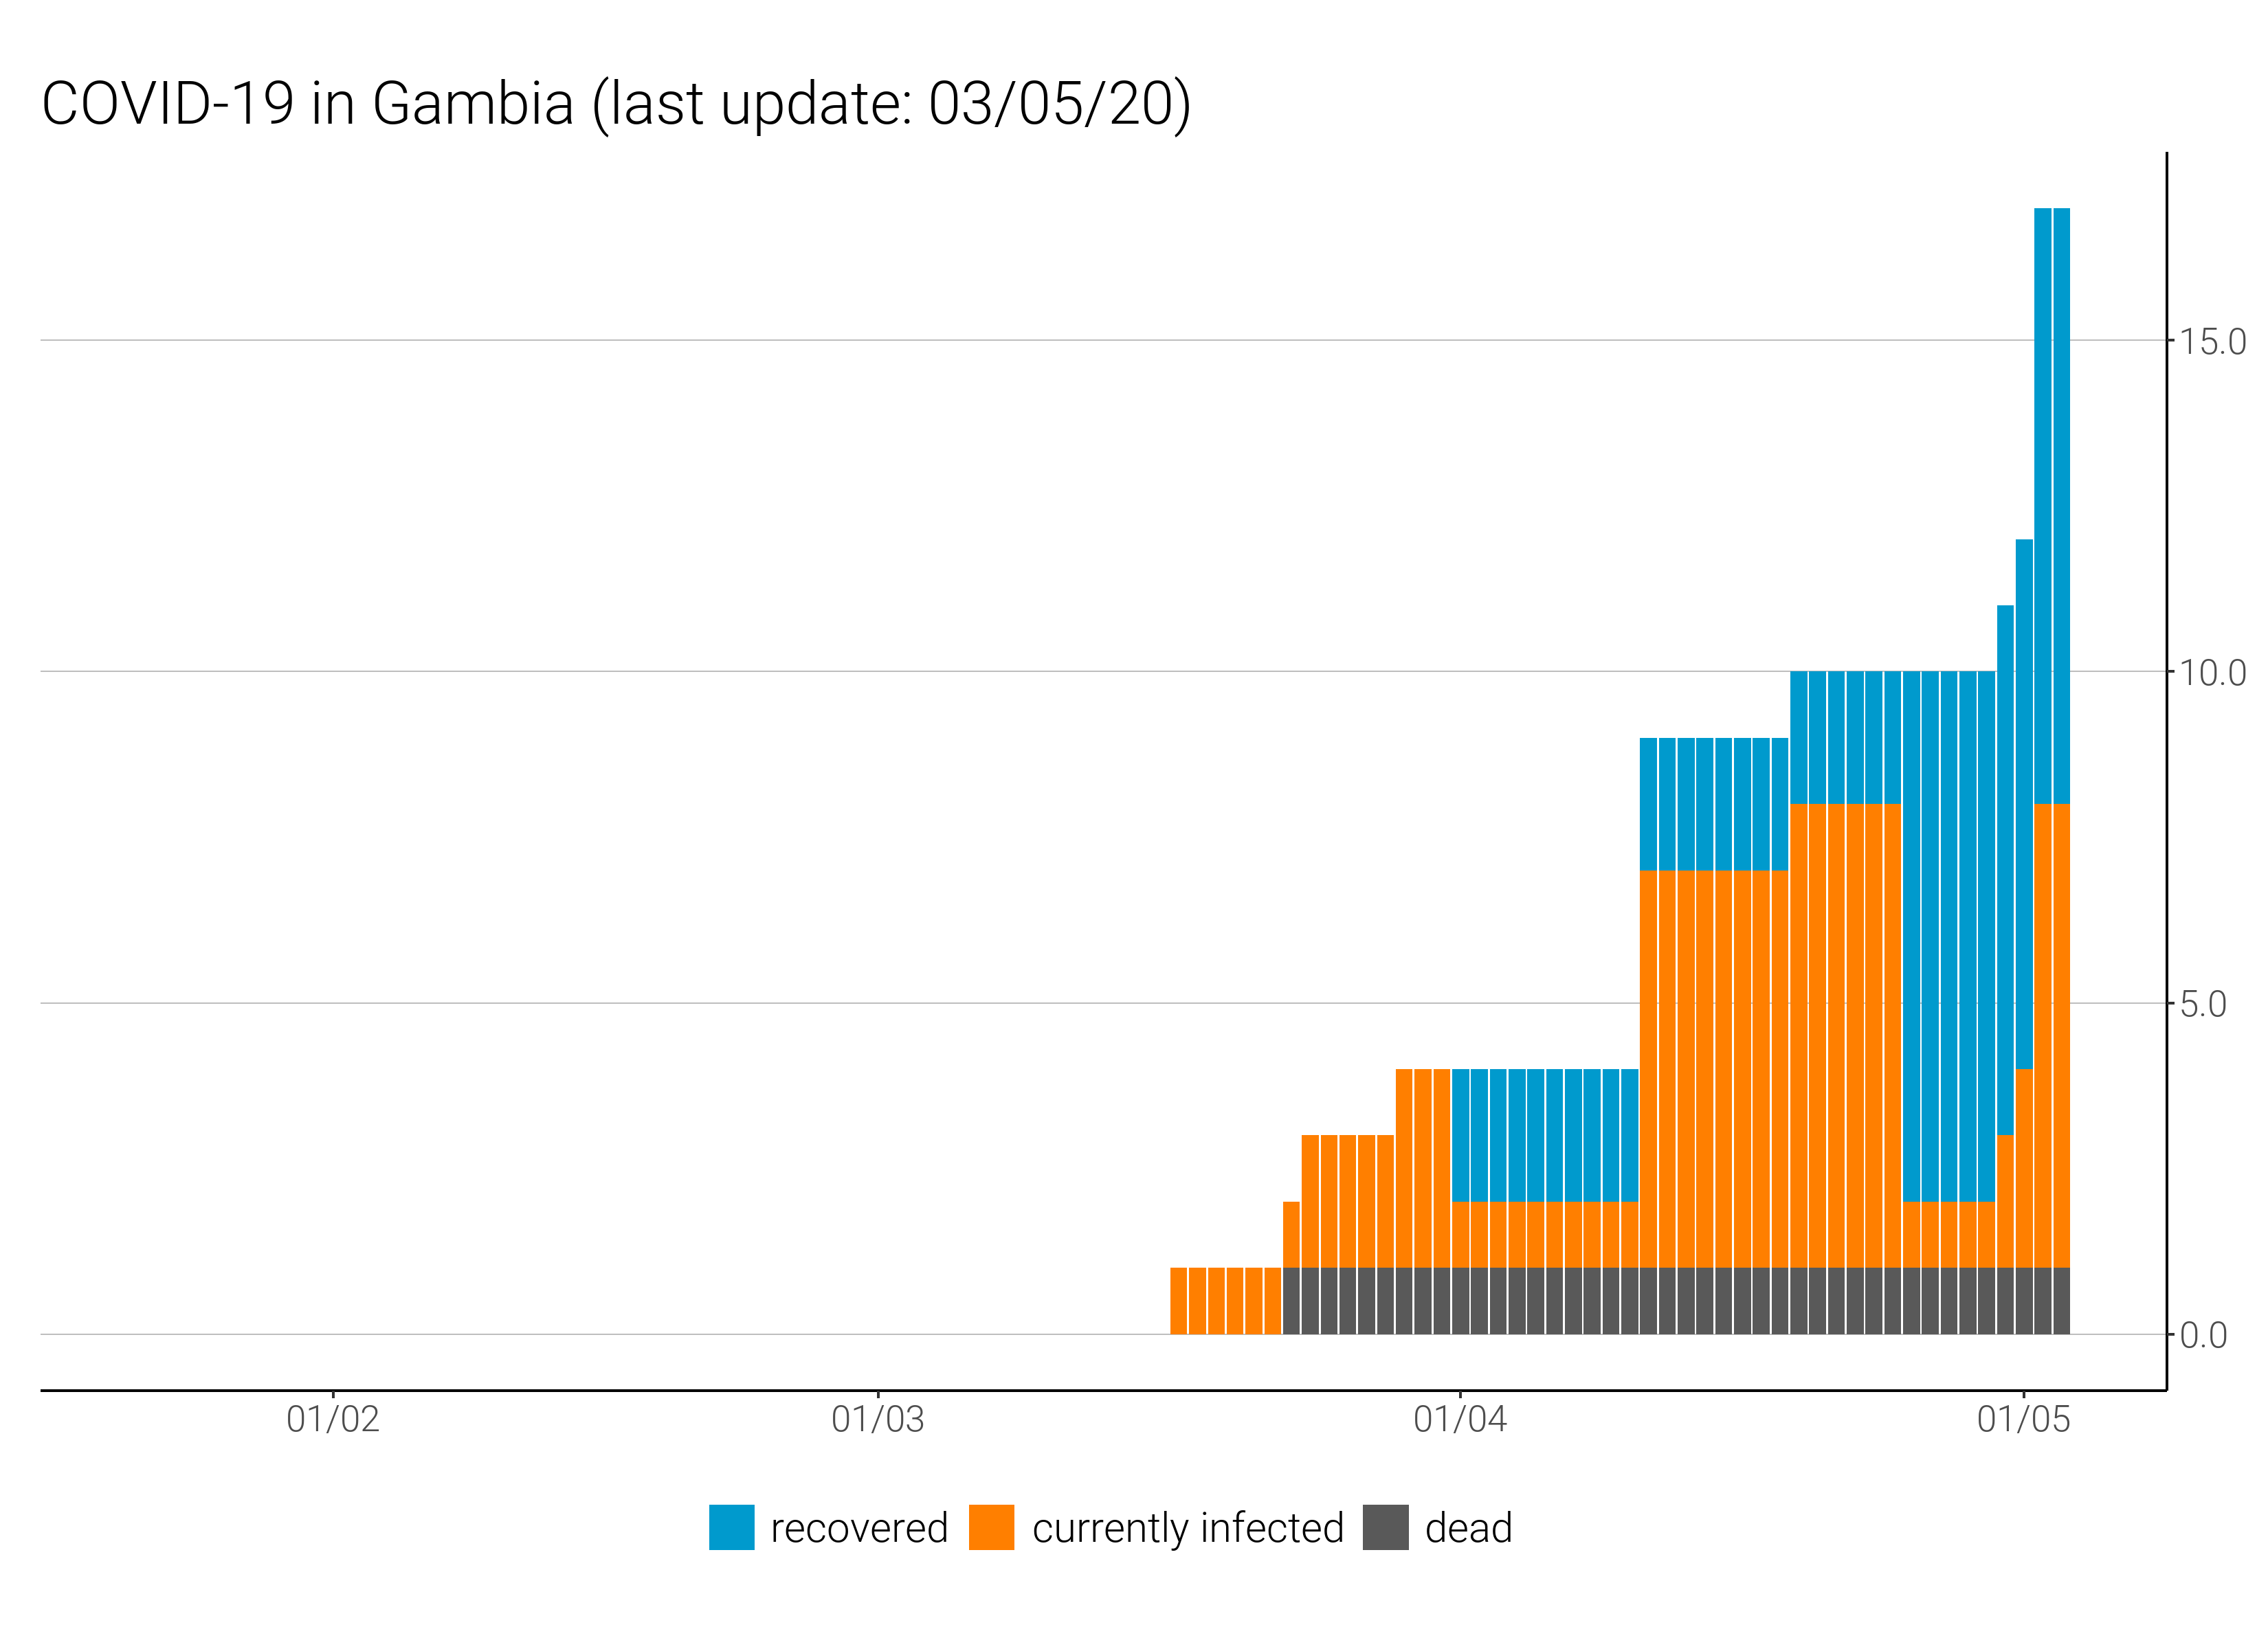 COVID-19 in Gambia (last update: 03/05/20)
15.0
10.0
5.0
0.0
01/02 01/03 01/04 01/05
recovered currently infected dead